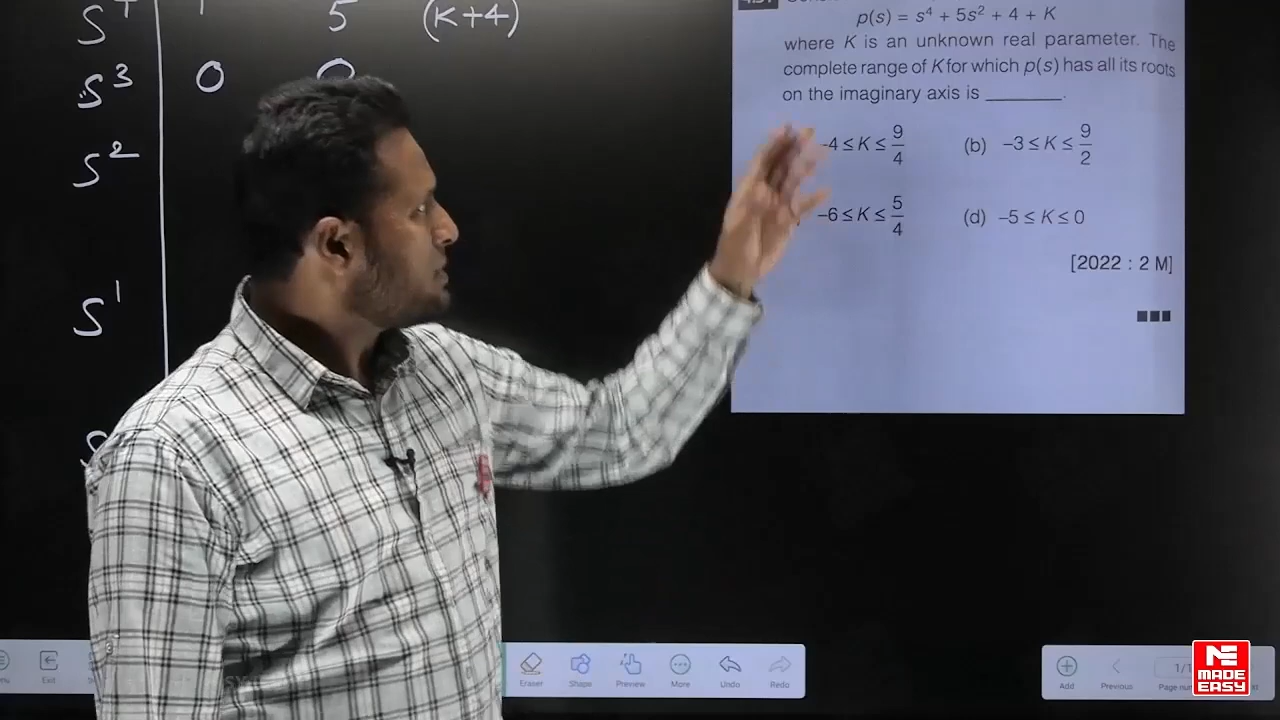 S⁴ 1 5 (K+4)
S³ 0 0
S²
S¹
p(s) = s⁴ + 5s² + 4 + K
where K is an unknown real parameter. The
complete range of K for which p(s) has all its roots
on the imaginary axis is ________.
-4 ≤ K ≤ 9/4 (b) -3 ≤ K ≤ 9/2
-6 ≤ K ≤ 5/4 (d) -5 ≤ K ≤ 0
[2022 : 2 M]
Exit Eraser Shape Preview More Undo Redo
Add Previous 1/1
MADE
EASY